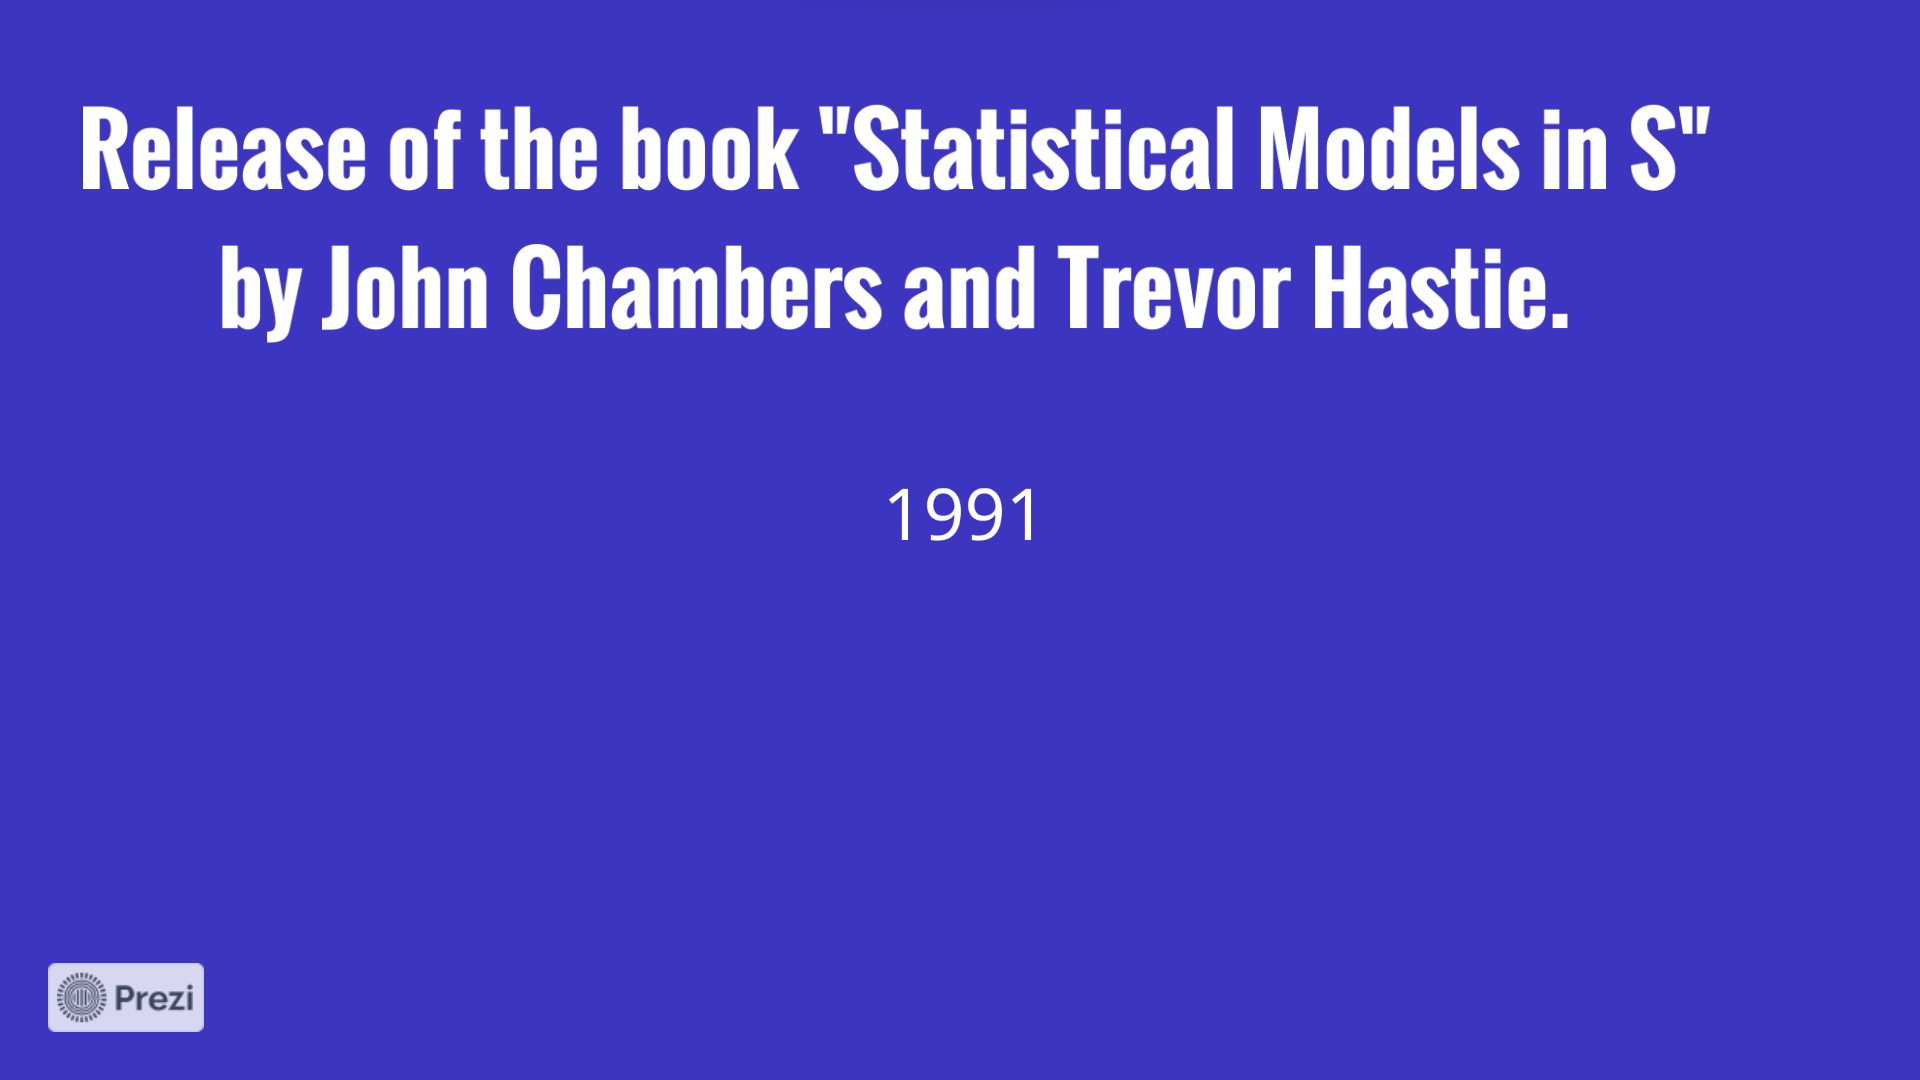 Release of the book "Statistical Models in S"
by John Chambers and Trevor Hastie.
1991
Prezi